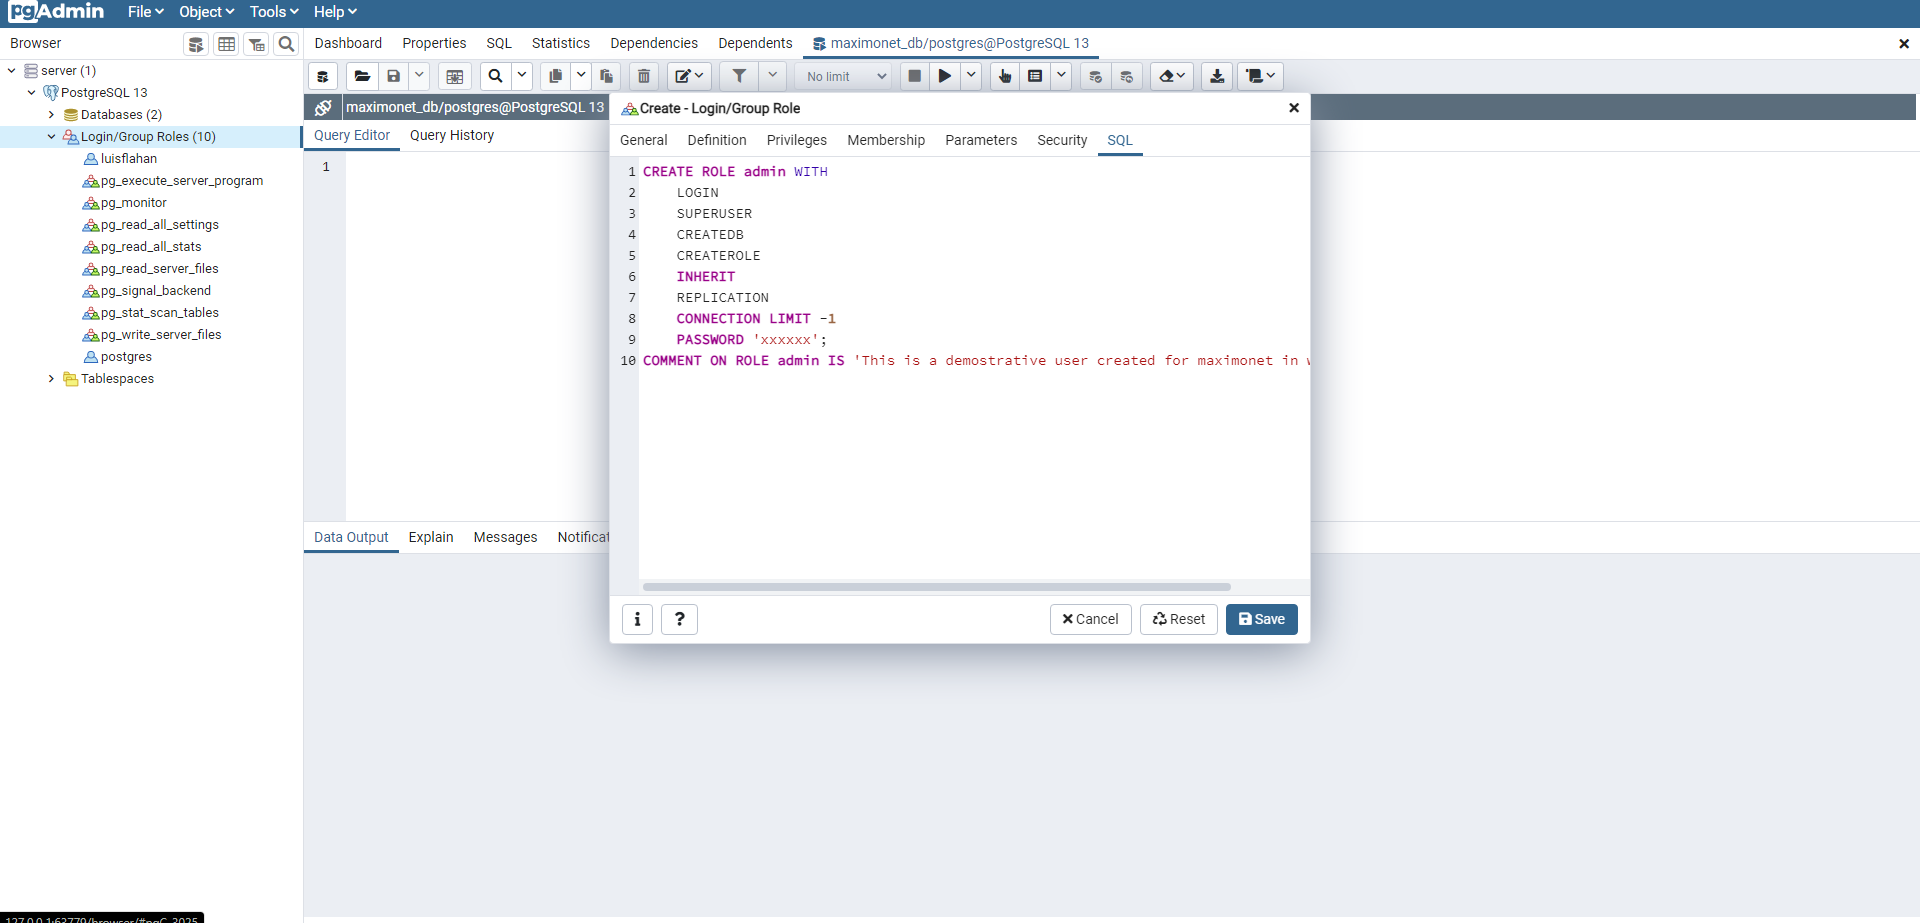 pgAdmin File Object Tools Help
Browser
Dashboard Properties SQL Statistics Dependencies Dependents maximonet_db/postgres@PostgreSQL 13
No limit
server (1)
PostgreSQL 13
Databases (2)
Login/Group Roles (10)
luisflahan
pg_execute_server_program
pg_monitor
pg_read_all_settings
pg_read_all_stats
pg_read_server_files
pg_signal_backend
pg_stat_scan_tables
pg_write_server_files
postgres
Tablespaces
maximonet_db/postgres@PostgreSQL 13
Query Editor Query History
1
Create - Login/Group Role
General Definition Privileges Membership Parameters Security SQL
1 CREATE ROLE admin WITH
2 LOGIN
3 SUPERUSER
4 CREATEDB
5 CREATEROLE
6 INHERIT
7 REPLICATION
8 CONNECTION LIMIT -1
9 PASSWORD 'xxxxxx';
10 COMMENT ON ROLE admin IS 'This is a demostrative user created for maximonet in
Cancel Reset Save
Data Output Explain Messages